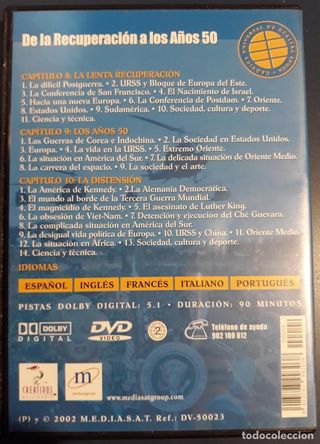 De la Recuperación a los Años 50
CAPÍTULO 8: LA LENTA RECUPERACIÓN
1. La difícil Postguerra. • 2. URSS y Bloque de Europa del Este.
3. La Conferencia de San Francisco. • 4. El Nacimiento de Israel.
5. Hacia una nueva Europa. • 6. La Conferencia de Postdam. • 7. Oriente.
8. Estados Unidos. • 9. Sudamérica. • 10. Sociedad, cultura y deporte.
11. Ciencia y técnica.
CAPÍTULO 9: LOS AÑOS 50
1. Las Guerras de Corea e Indochina. • 2. La Sociedad en Estados Unidos.
3. Europa. • 4. La vida en la URSS. • 5. Extremo Oriente.
6. La situación en América del Sur. • 7. La delicada situación de Oriente Medio.
8. La carrera del espacio. • 9. La sociedad y el arte.
CAPÍTULO 10: LA DISTENSIÓN
1. La América de Kennedy. • 2.La Alemania Democrática.
3. El mundo al borde de la Tercera Guerra Mundial.
4. El magnicidio de Kennedy. • 5. El asesinato de Luther King.
6. La obsesión de Viet-Nam. • 7. Detención y ejecución del Che Guevara.
8. La complicada situación en América del Sur.
9. La desigual vida política de Europa. • 10. URSS y China. • 11. Oriente Medio.
12. La situación en África. • 13. Sociedad, cultura y deporte.
14. Ciencia y técnica.
IDIOMAS
ESPAÑOL INGLÉS FRANCÉS ITALIANO PORTUGUÉS
PISTAS DOLBY DIGITAL: 5.1 • DURACIÓN: 90 MINUTOS
DOLBY
DIGITAL
DVD
VIDEO
2
Teléfono de ayuda
902 100 012
CREATIVOS
m
mediasatgroup
www.mediasatgroup.com
(P) y © 2002 M.E.D.I.A.S.A.T. Ref.: DV-50023
todocoleccion